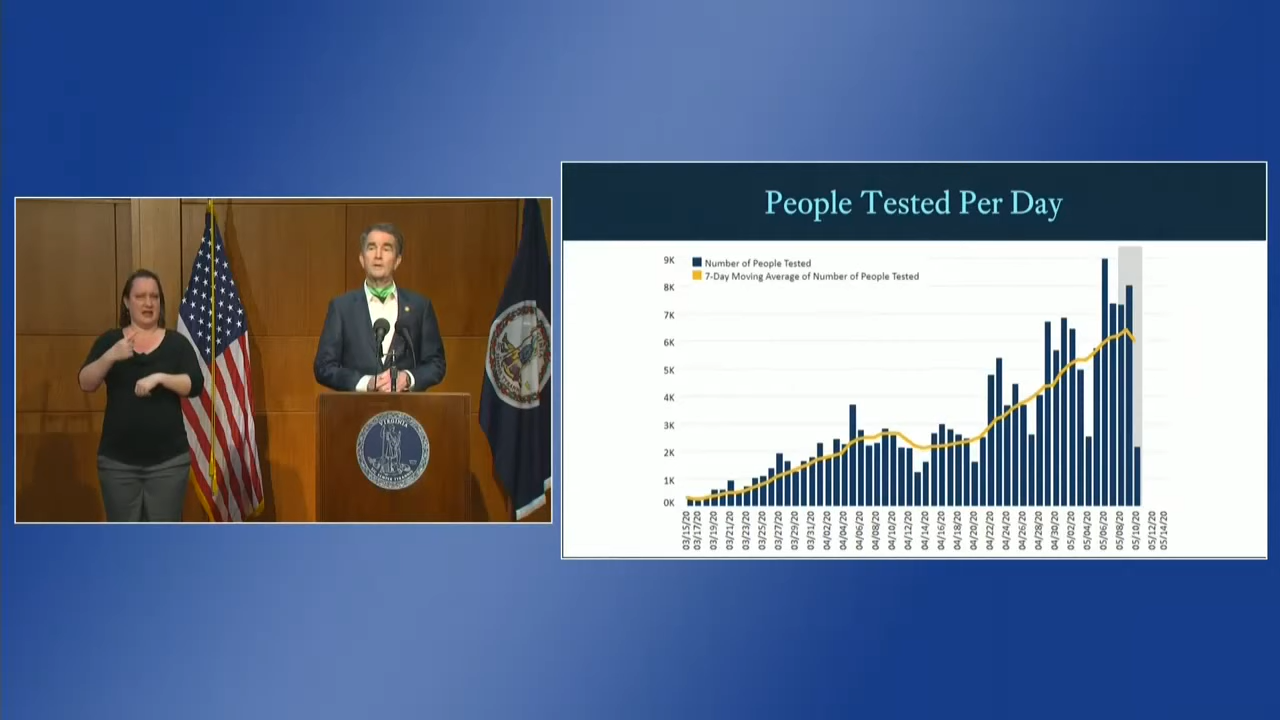 People Tested Per Day
Number of People Tested
7-Day Moving Average of Number of People Tested
9K
8K
7K
6K
5K
4K
3K
2K
1K
0K
03/15/20
03/17/20
03/19/20
03/21/20
03/23/20
03/25/20
03/27/20
03/29/20
03/31/20
04/02/20
04/04/20
04/06/20
04/08/20
04/10/20
04/12/20
04/14/20
04/16/20
04/18/20
04/20/20
04/22/20
04/24/20
04/26/20
04/28/20
04/30/20
05/02/20
05/04/20
05/06/20
05/08/20
05/10/20
05/12/20
05/14/20
VIRGINIA